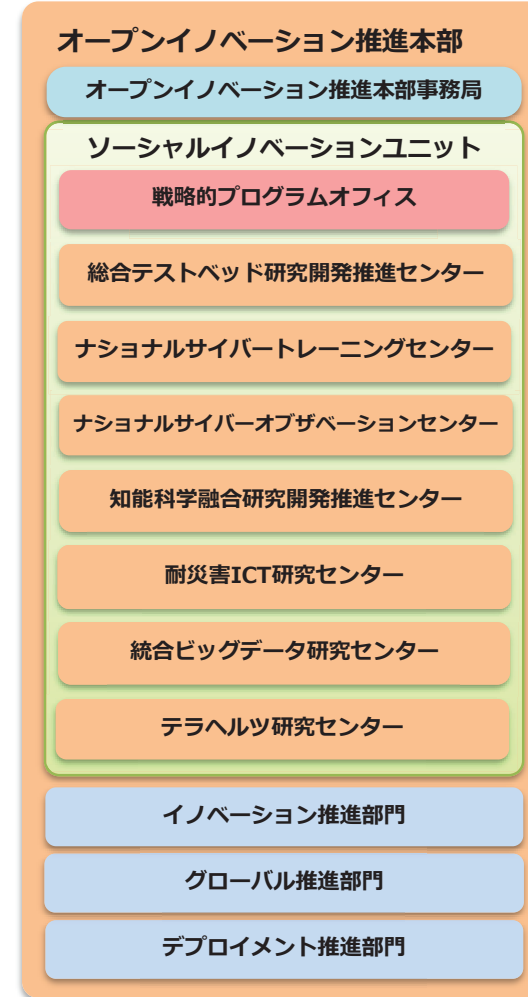 オープンイノベーション推進本部
オープンイノベーション推進本部事務局
ソーシャルイノベーションユニット
戦略的プログラムオフィス
総合テストベッド研究開発推進センター
ナショナルサイバートレーニングセンター
ナショナルサイバーオブザベーションセンター
知能科学融合研究開発推進センター
耐災害ICT研究センター
統合ビッグデータ研究センター
テラヘルツ研究センター
イノベーション推進部門
グローバル推進部門
デプロイメント推進部門